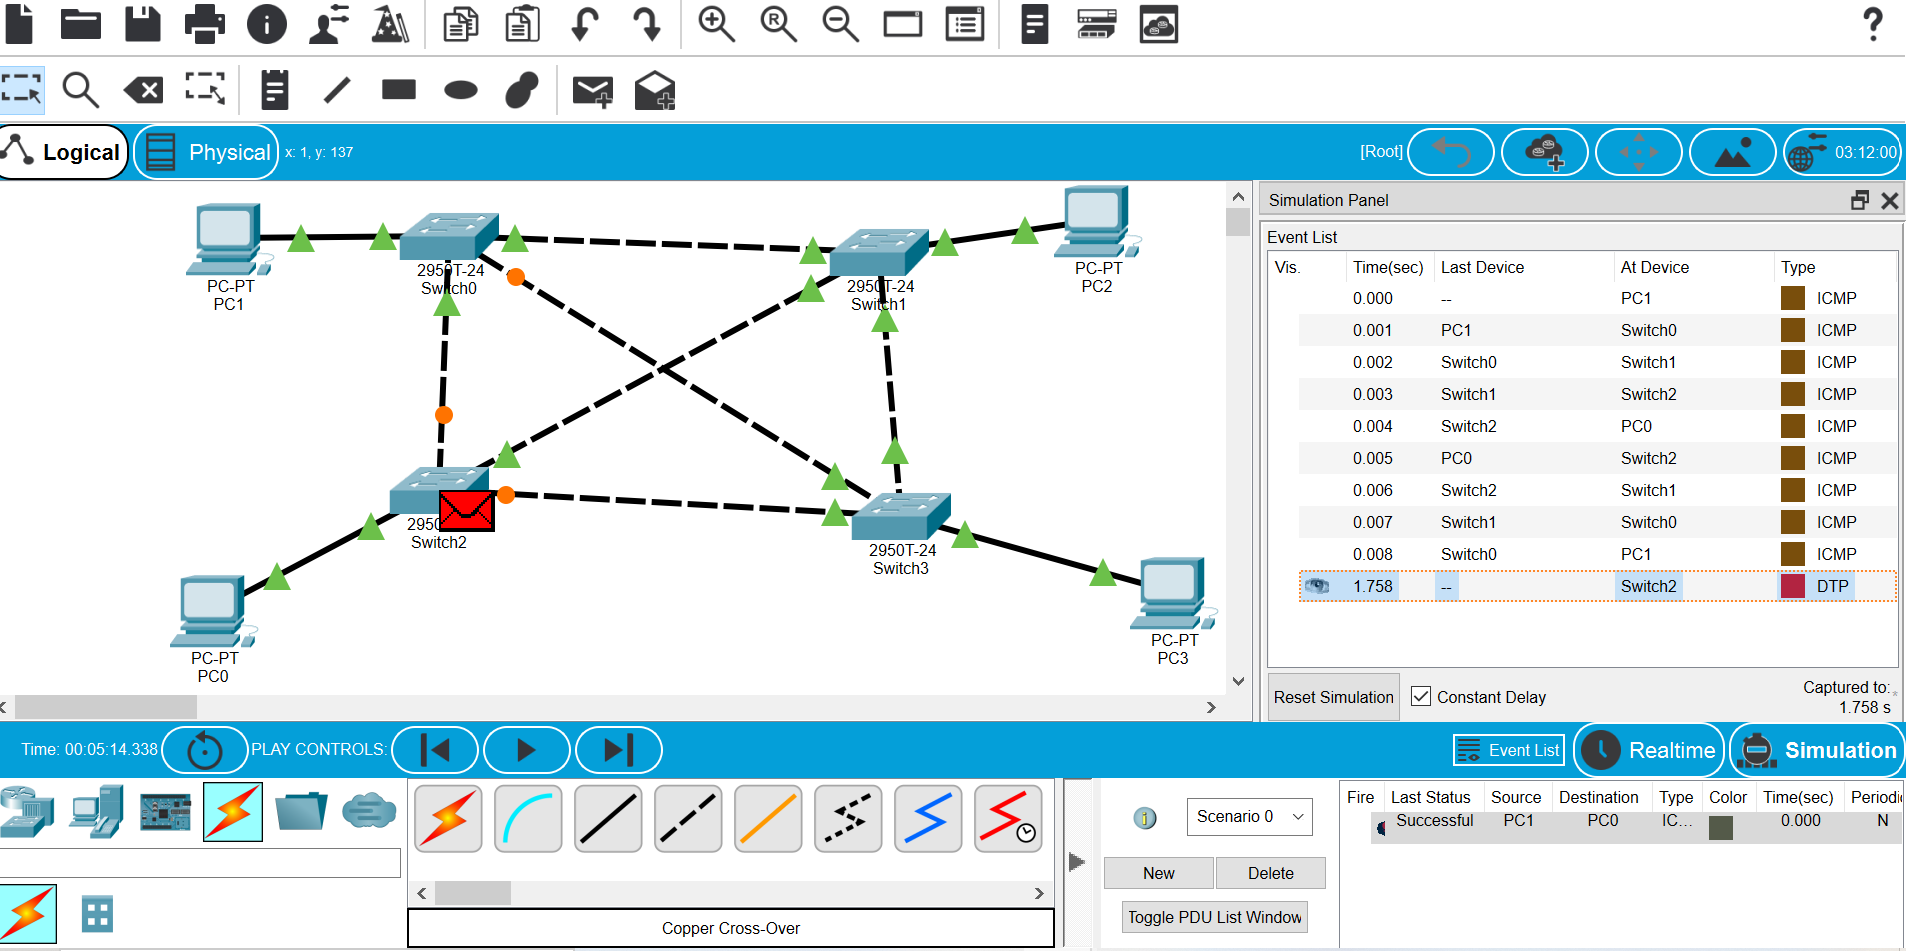 Logical
Physical
x: 1, y: 137
[Root]
03:12:00
PC-PT
PC1
2950T-24
Switch0
2950T-24
Switch1
PC-PT
PC2
2950
Switch2
2950T-24
Switch3
PC-PT
PC0
PC-PT
PC3
Simulation Panel
Event List
Vis. Time(sec) Last Device At Device Type
0.000 -- PC1 ICMP
0.001 PC1 Switch0 ICMP
0.002 Switch0 Switch1 ICMP
0.003 Switch1 Switch2 ICMP
0.004 Switch2 PC0 ICMP
0.005 PC0 Switch2 ICMP
0.006 Switch2 Switch1 ICMP
0.007 Switch1 Switch0 ICMP
0.008 Switch0 PC1 ICMP
1.758 -- Switch2 DTP
Reset Simulation
Constant Delay
Captured to: *
1.758 s
Time: 00:05:14.338
PLAY CONTROLS:
Event List
Realtime
Simulation
Copper Cross-Over
Scenario 0
New
Delete
Toggle PDU List Window
Fire Last Status Source Destination Type Color Time(sec) Periodi
Successful PC1 PC0 IC... 0.000 N